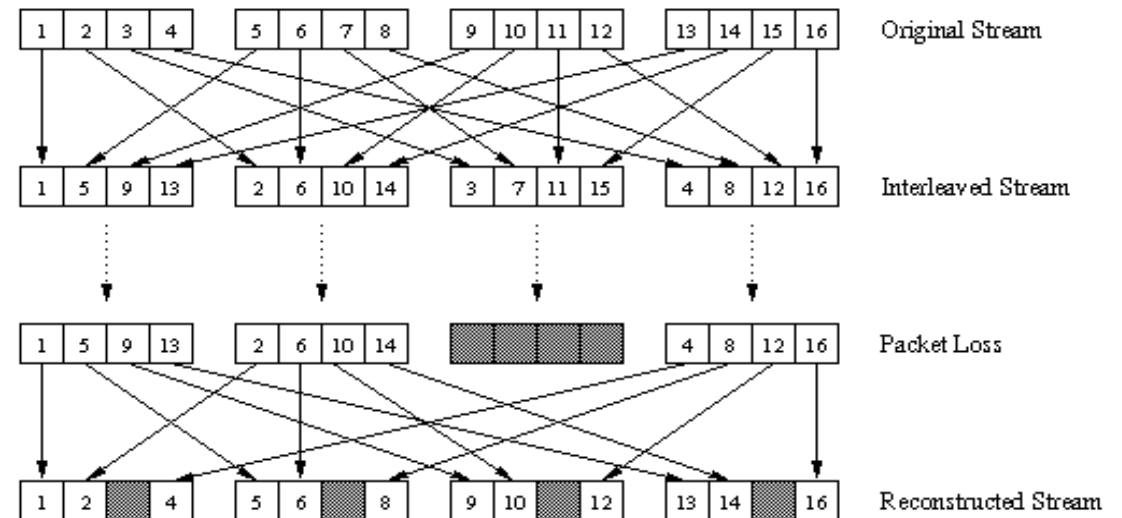 1 2 3 4 5 6 7 8 9 10 11 12 13 14 15 16 Original Stream
1 5 9 13 2 6 10 14 3 7 11 15 4 8 12 16 Interleaved Stream
1 5 9 13 2 6 10 14 4 8 12 16 Packet Loss
1 2 4 5 6 8 9 10 12 13 14 16 Reconstructed Stream